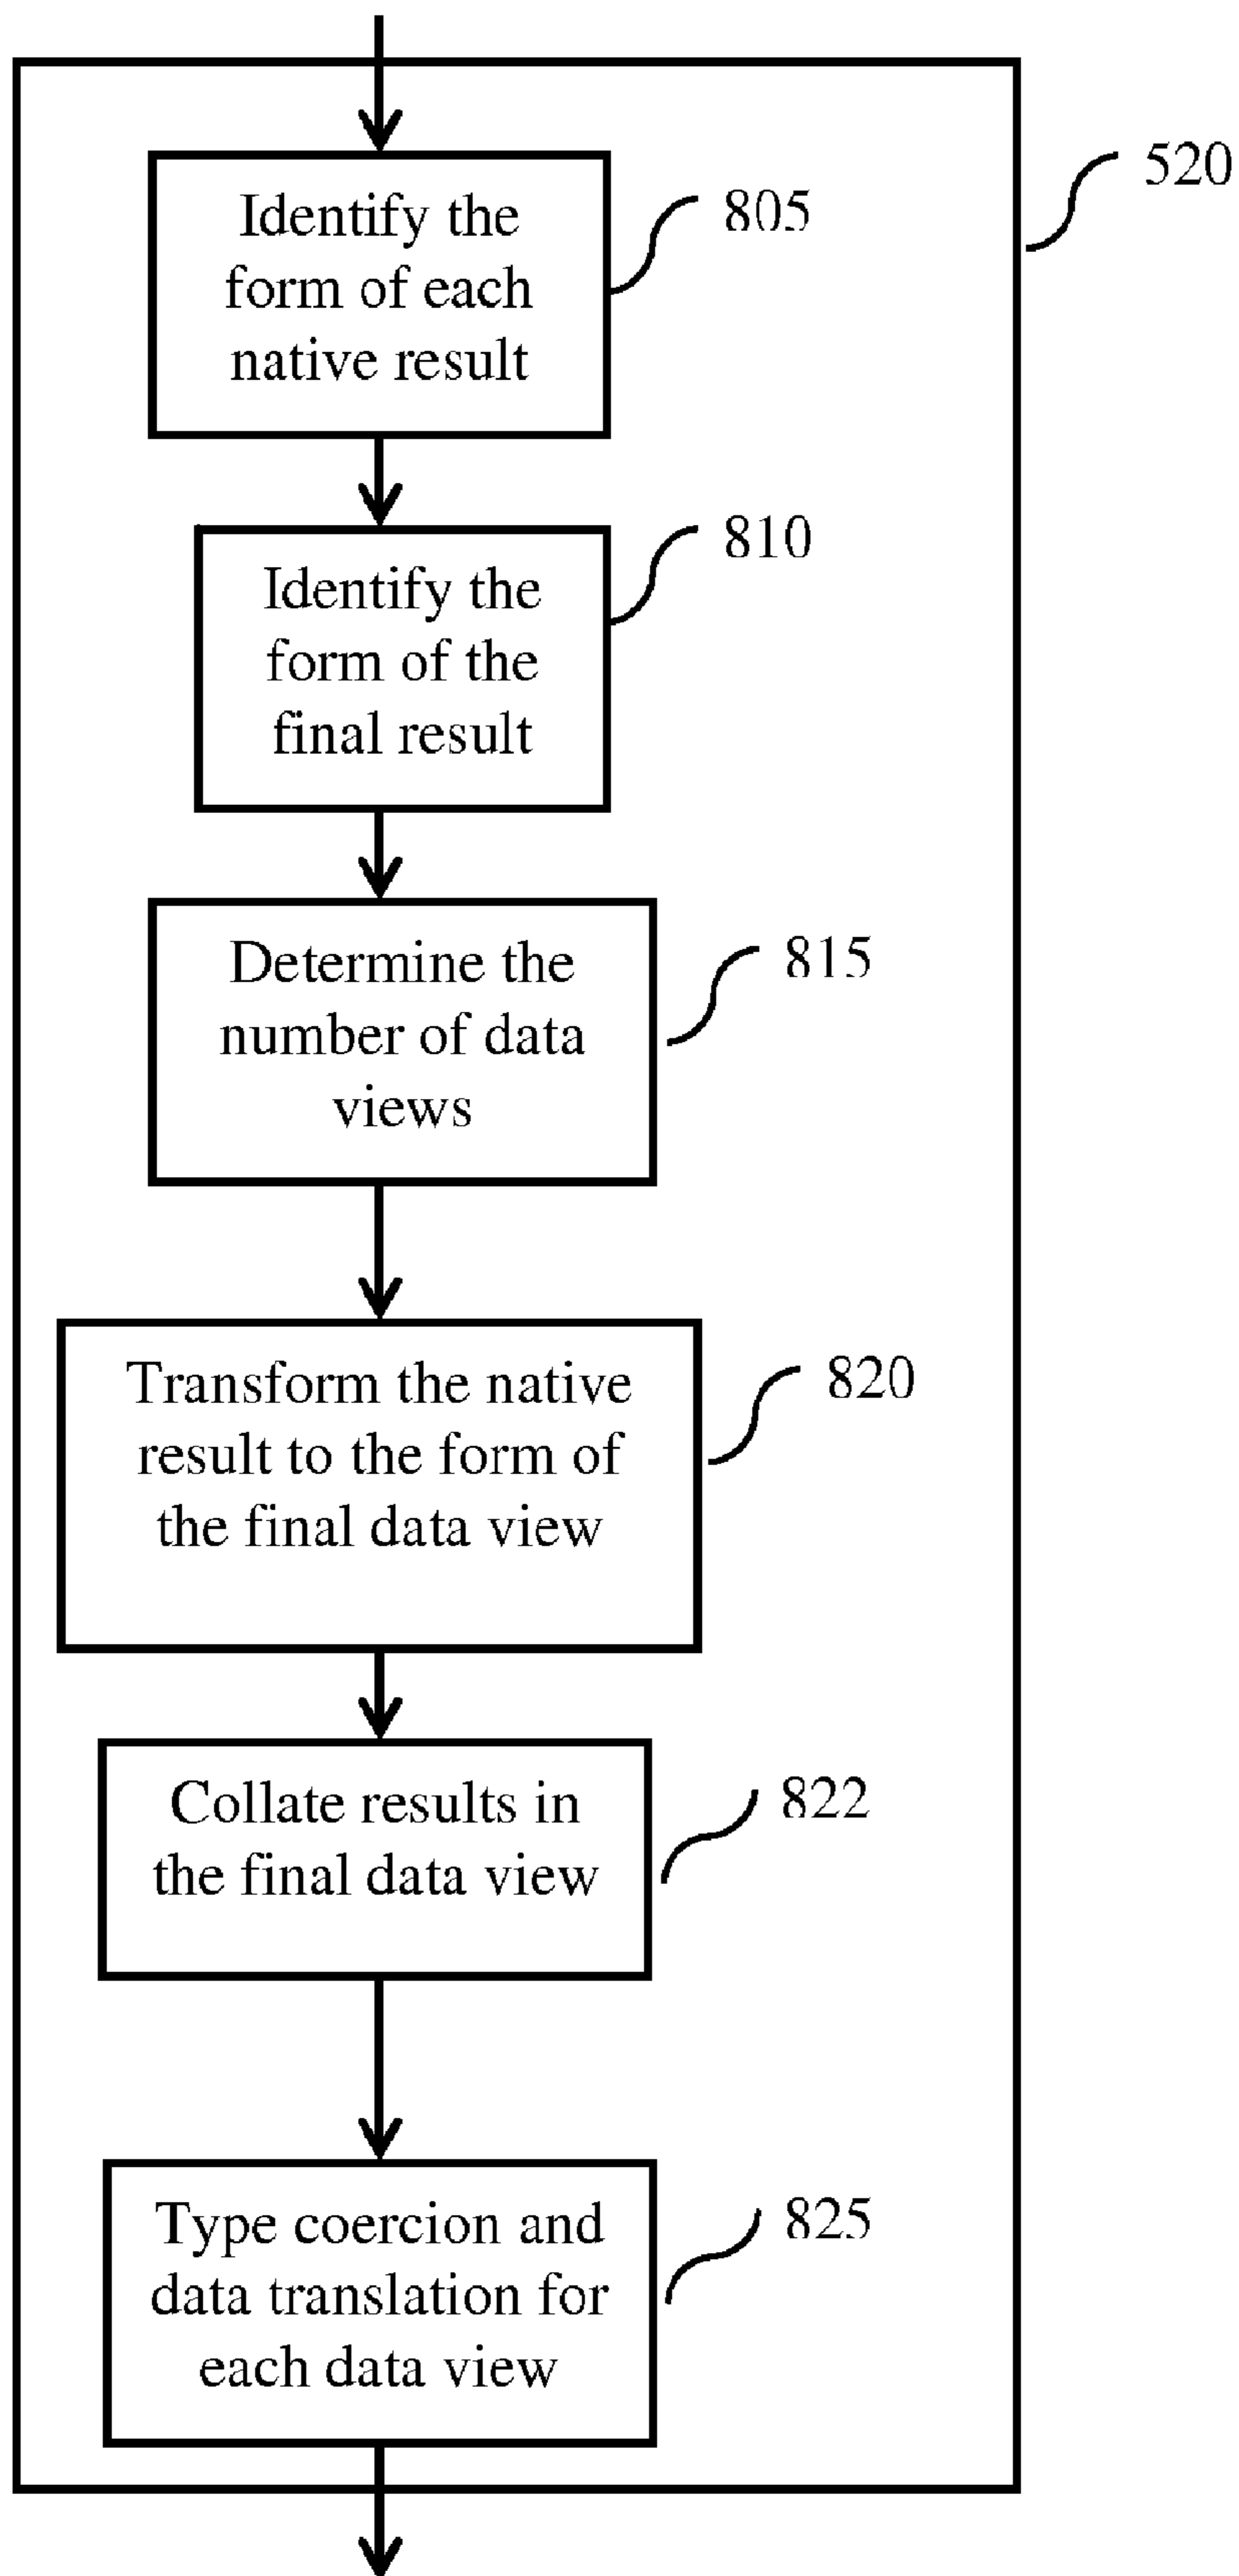 520
Identify the
form of each
native result
805
Identify the
form of the
final result
810
Determine the
number of data
views
815
Transform the native
result to the form of
the final data view
820
Collate results in
the final data view
822
Type coercion and
data translation for
each data view
825